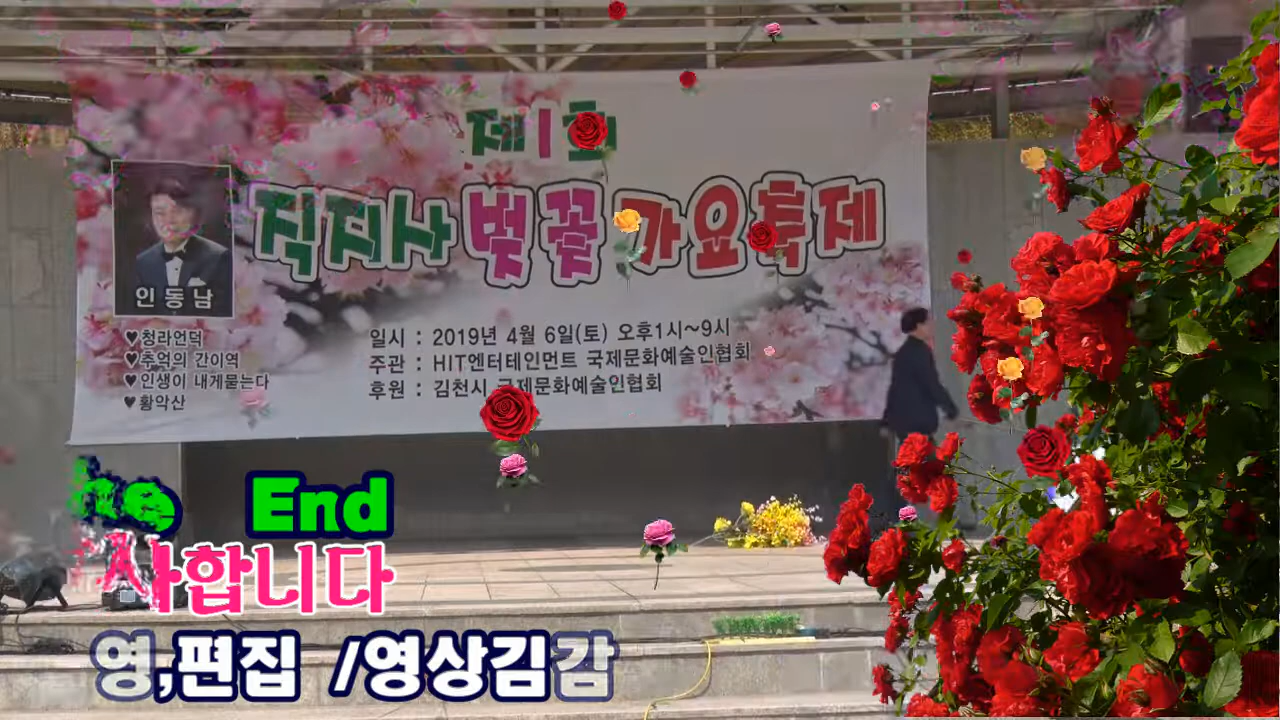 제1회
직지사 벚꽃 가요축제
인동남
♥청라언덕
♥추억의 간이역
♥인생이 내게묻는다
♥황악산
일시 : 2019년 4월 6일(토) 오후1시~9시
주관 : HIT엔터테인먼트 국제문화예술인협회
후원 : 김천시 국제문화예술인협회
he End
사합니다
영,편집 /영상김감